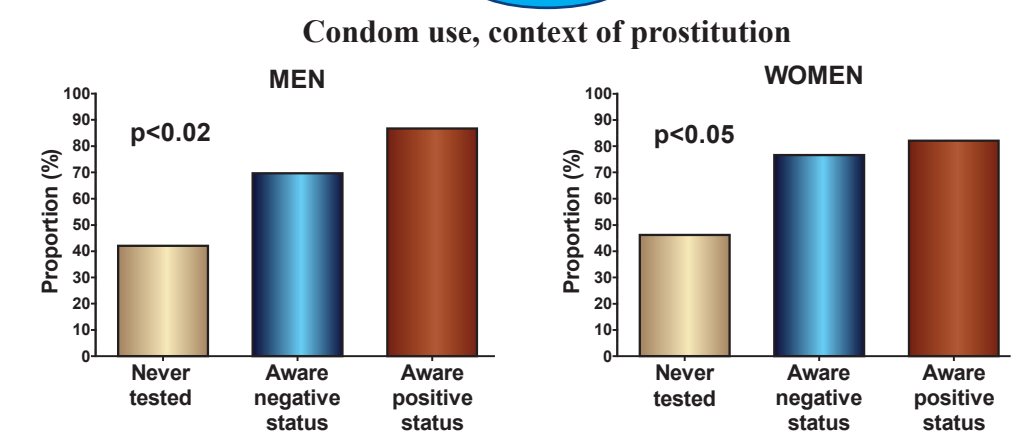 Condom use, context of prostitution
MEN
p<0.02
Proportion (%)
100
90
80
70
60
50
40
30
20
10
0
Never
tested
Aware
negative
status
Aware
positive
status
WOMEN
p<0.05
Proportion (%)
100
90
80
70
60
50
40
30
20
10
0
Never
tested
Aware
negative
status
Aware
positive
status